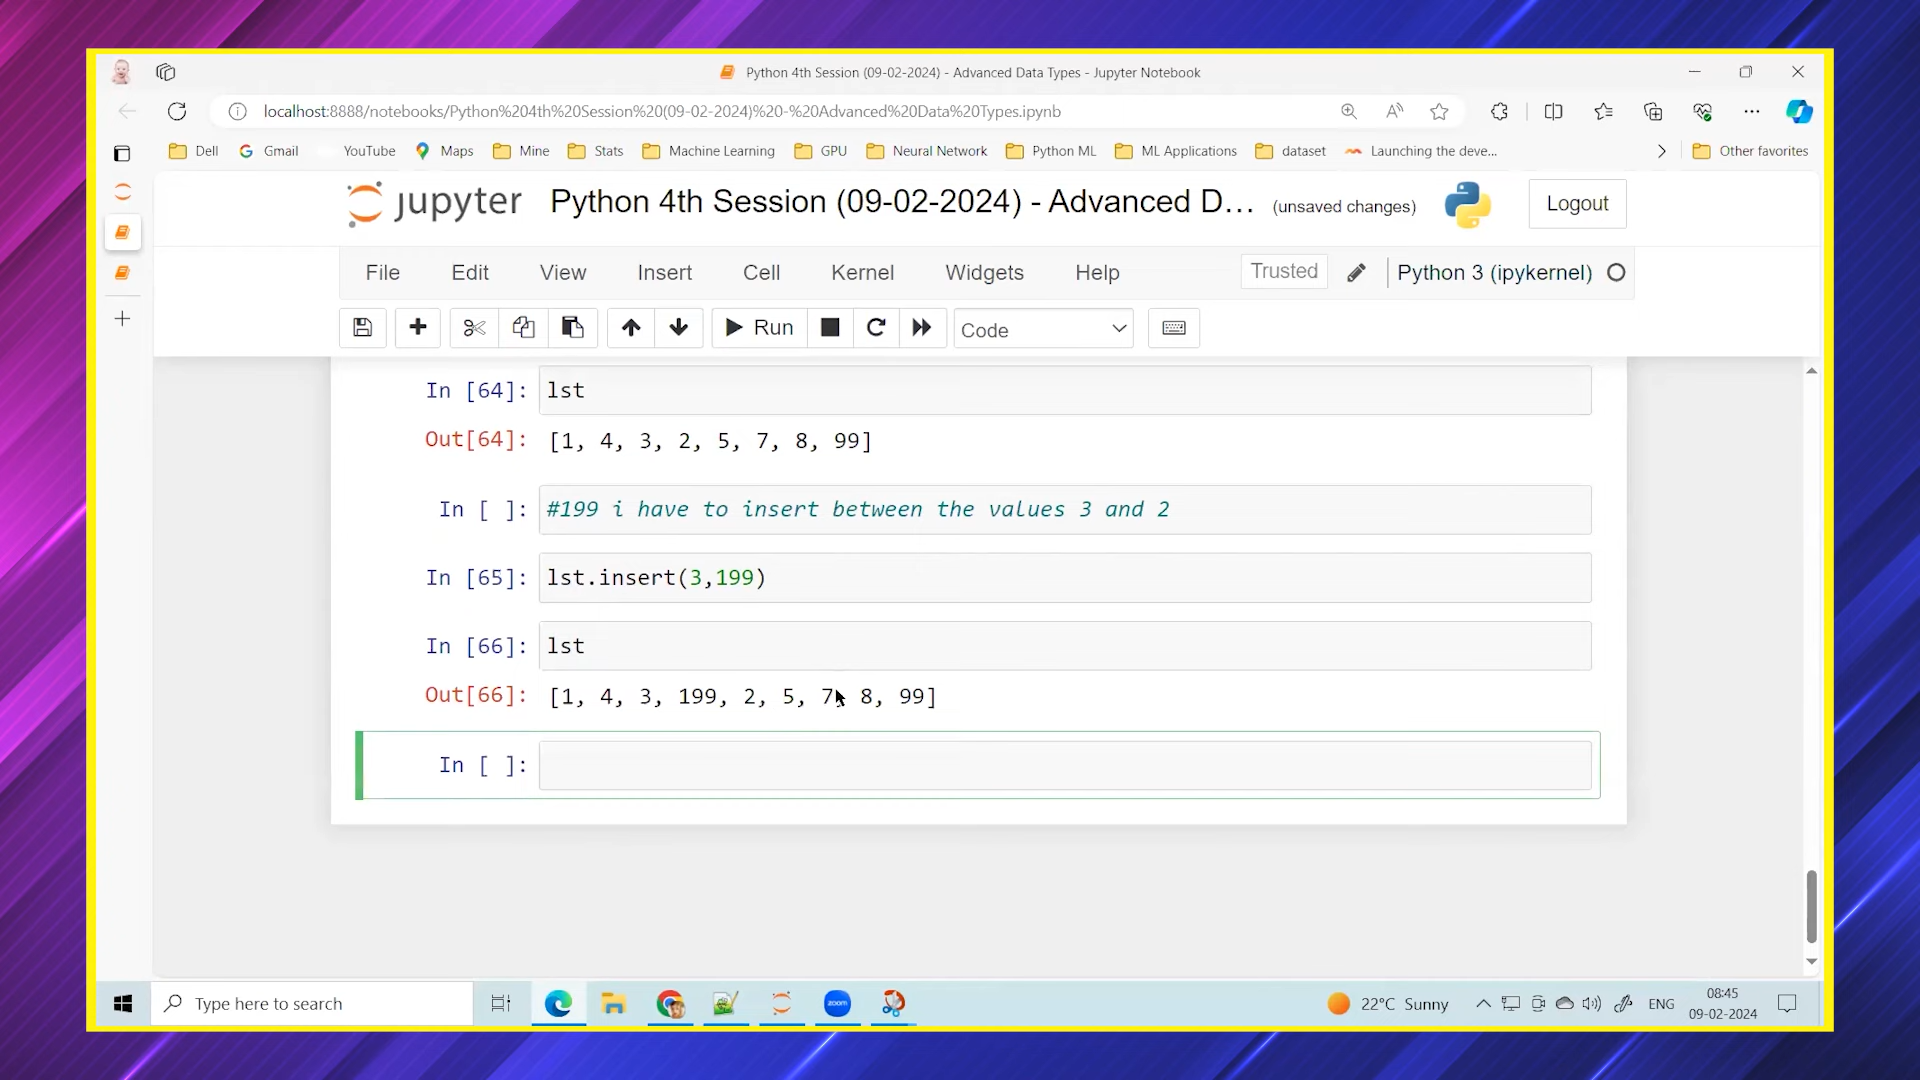 Python 4th Session (09-02-2024) - Advanced Data Types - Jupyter Notebook
localhost:8888/notebooks/Python%204th%20Session%20(09-02-2024)%20-%20Advanced%20Data%20Types.ipynb
Dell Gmail YouTube Maps Mine Stats Machine Learning GPU Neural Network Python ML ML Applications dataset Launching the deve... Other favorites
jupyter Python 4th Session (09-02-2024) - Advanced D... (unsaved changes) Logout
File Edit View Insert Cell Kernel Widgets Help Trusted Python 3 (ipykernel)
Run Code
In [64]: lst
Out[64]: [1, 4, 3, 2, 5, 7, 8, 99]
In [ ]: #199 i have to insert between the values 3 and 2
In [65]: lst.insert(3,199)
In [66]: lst
Out[66]: [1, 4, 3, 199, 2, 5, 7, 8, 99]
In [ ]:
Type here to search zoom 22°C Sunny ENG 08:45
09-02-2024